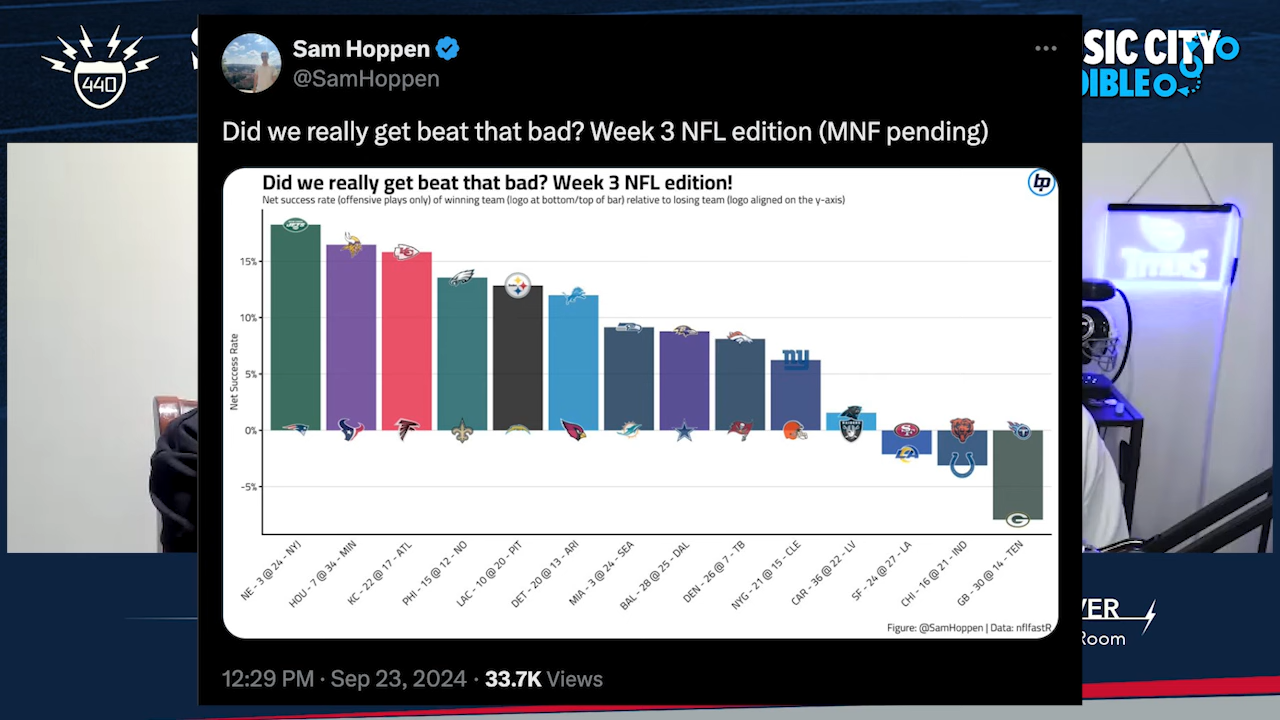 440
SIC CITY
DIBLE
Sam Hoppen
@SamHoppen
Did we really get beat that bad? Week 3 NFL edition (MNF pending)
Did we really get beat that bad? Week 3 NFL edition!
bp
Net success rate (offensive plays only) of winning team (logo at bottom/top of bar) relative to losing team (logo aligned on the y-axis)
Net Success Rate
15%
10%
5%
0%
-5%
JETS
KC
ny
SF
TITANS
NE - 3 @ 24 - NYJ
HOU - 7 @ 34 - MIN
KC - 22 @ 17 - ATL
PHI - 15 @ 12 - NO
LAC - 10 @ 20 - PIT
DET - 20 @ 13 - ARI
MIA - 3 @ 24 - SEA
BAL - 28 @ 25 - DAL
DEN - 26 @ 7 - TB
NYG - 21 @ 15 - CLE
CAR - 36 @ 22 - LV
SF - 24 @ 27 - LA
CHI - 16 @ 21 - IND
GB - 30 @ 14 - TEN
Figure: @SamHoppen | Data: nflfastR
12:29 PM · Sep 23, 2024 · 33.7K Views
VER
Room